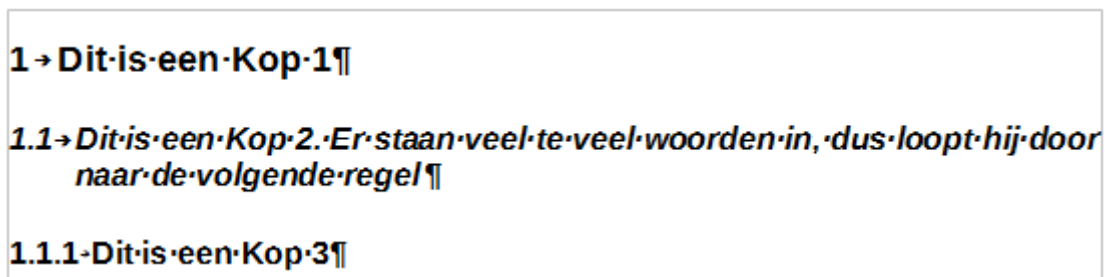 1→Dit·is·een·Kop·1¶
1.1→Dit·is·een·Kop·2.·Er·staan·veel·te·veel·woorden·in,·dus·loopt·hij·door
naar·de·volgende·regel¶
1.1.1→Dit·is·een·Kop·3¶